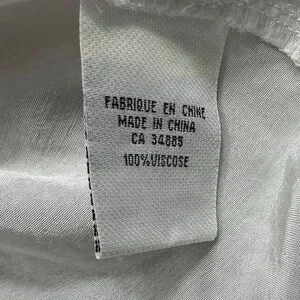 FABRIQUE EN CHINE
MADE IN CHINA
CA 34885
100% VISCOSE